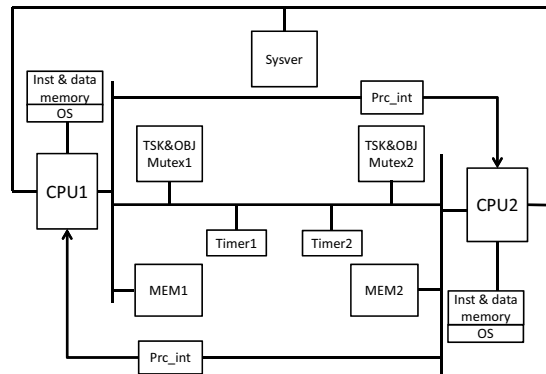 Sysver
Inst & data
memory
OS
Prc_int
TSK&OBJ
Mutex1
TSK&OBJ
Mutex2
CPU1
CPU2
Timer1
Timer2
MEM1
MEM2
Inst & data
memory
OS
Prc_int